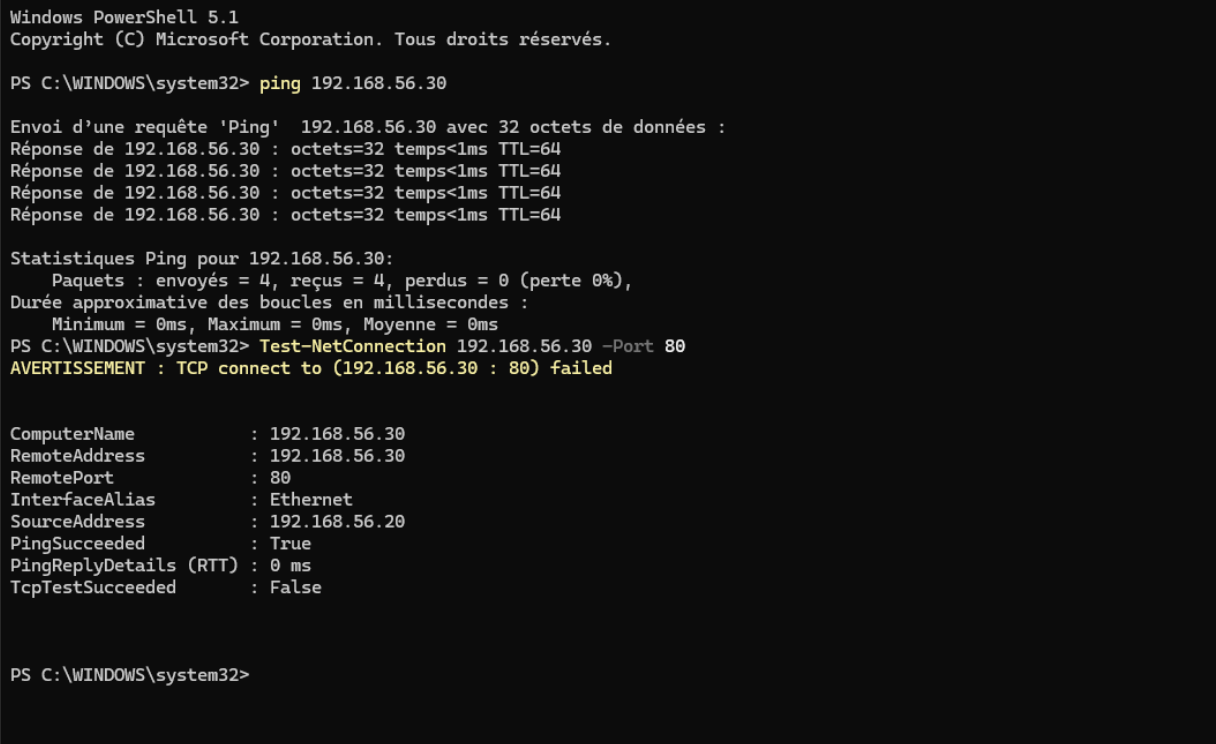 Windows PowerShell 5.1
Copyright (C) Microsoft Corporation. Tous droits réservés.
PS C:\WINDOWS\system32> ping 192.168.56.30
Envoi d’une requête 'Ping'  192.168.56.30 avec 32 octets de données :
Réponse de 192.168.56.30 : octets=32 temps<1ms TTL=64
Réponse de 192.168.56.30 : octets=32 temps<1ms TTL=64
Réponse de 192.168.56.30 : octets=32 temps<1ms TTL=64
Réponse de 192.168.56.30 : octets=32 temps<1ms TTL=64
Statistiques Ping pour 192.168.56.30:
    Paquets : envoyés = 4, reçus = 4, perdus = 0 (perte 0%),
Durée approximative des boucles en millisecondes :
    Minimum = 0ms, Maximum = 0ms, Moyenne = 0ms
PS C:\WINDOWS\system32> Test-NetConnection 192.168.56.30 -Port 80
AVERTISSEMENT : TCP connect to (192.168.56.30 : 80) failed
ComputerName           : 192.168.56.30
RemoteAddress          : 192.168.56.30
RemotePort             : 80
InterfaceAlias         : Ethernet
SourceAddress          : 192.168.56.20
PingSucceeded          : True
PingReplyDetails (RTT) : 0 ms
TcpTestSucceeded       : False
PS C:\WINDOWS\system32>